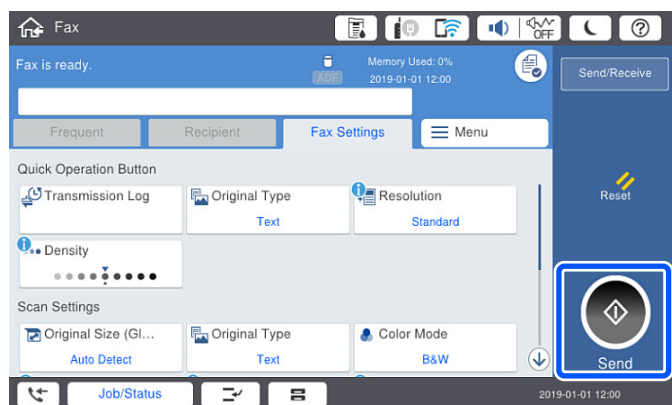 Fax
OFF
Fax is ready.
ADF
Memory Used: 0%
2019-01-01 12:00
Send/Receive
Frequent
Recipient
Fax Settings
Menu
Quick Operation Button
Transmission Log
Original Type
Text
Resolution
Standard
Reset
Density
Scan Settings
Original Size (Gl...
Auto Detect
Original Type
Text
Color Mode
B&W
Send
Job/Status
2019-01-01 12:00